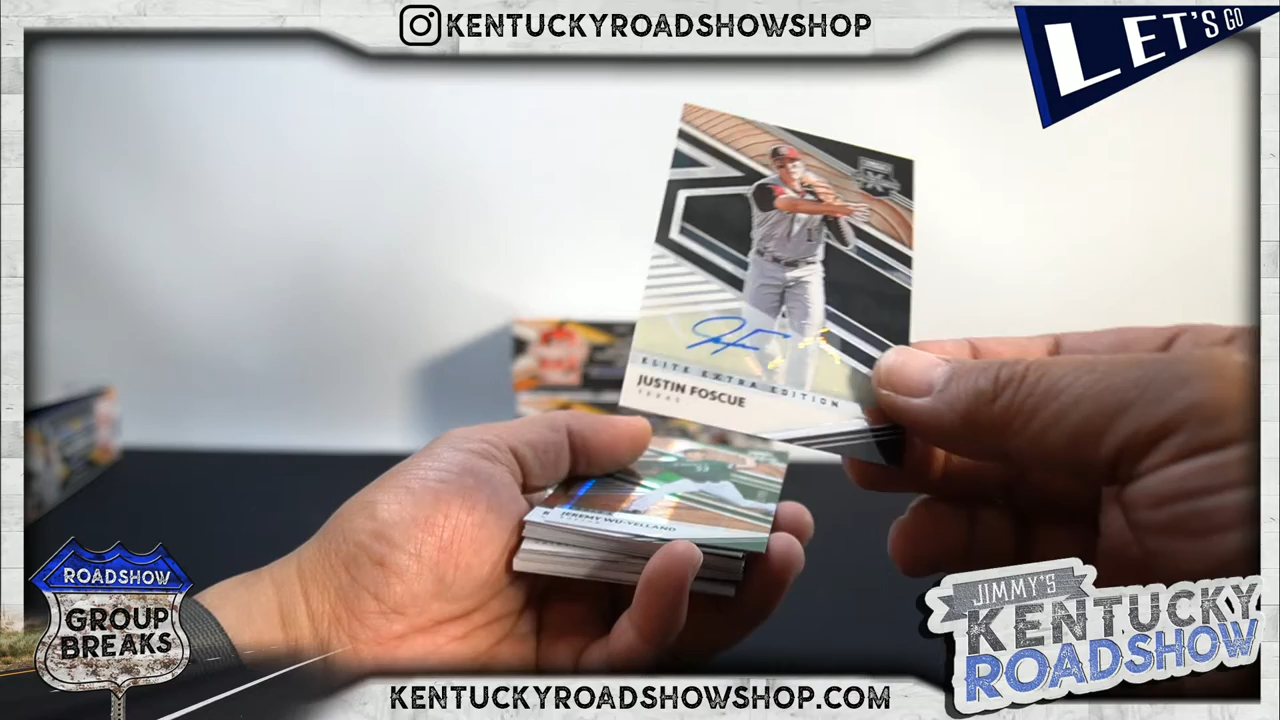 KENTUCKYROADSHOWSHOP
LET'S GO
ELITE EXTRA EDITION
JUSTIN FOSCUE
TEXAS
JEREMY WU-YELLAND
ROADSHOW
GROUP
BREAKS
JIMMY'S
KENTUCKY
ROADSHOW
KENTUCKYROADSHOWSHOP.COM